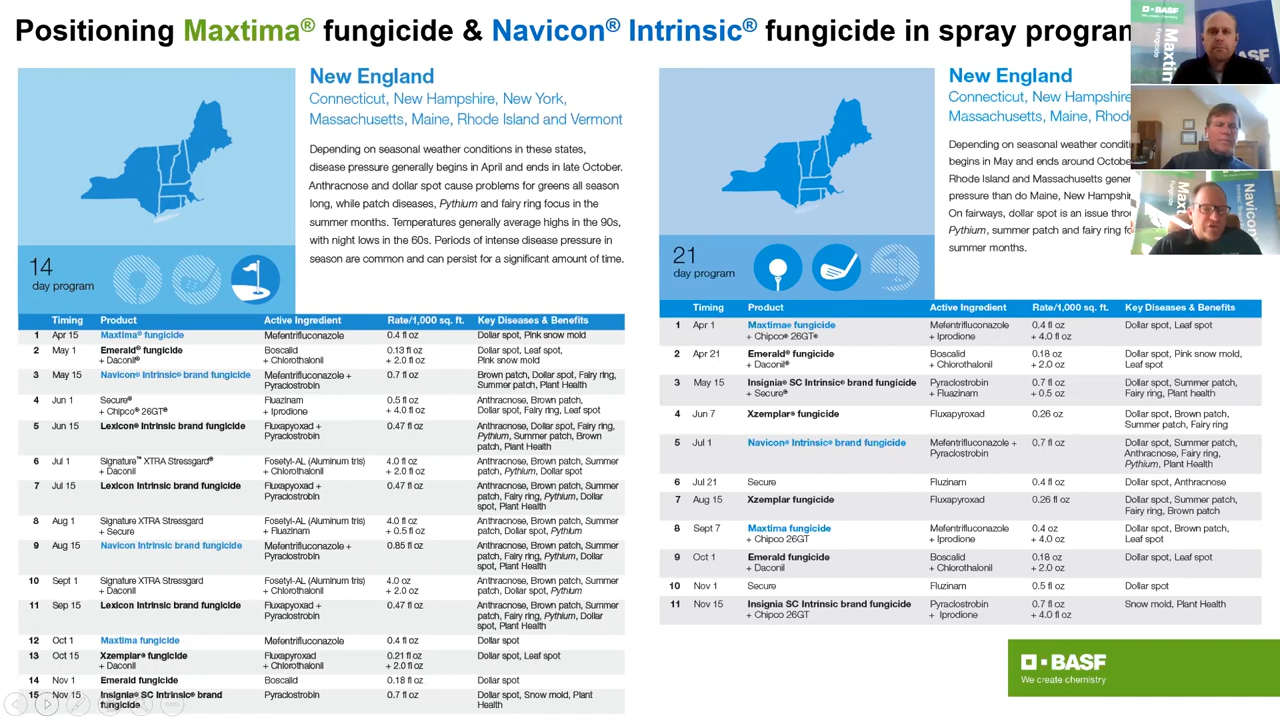 Positioning Maxtima® fungicide & Navicon® Intrinsic® fungicide in spray program
New England
Connecticut, New Hampshire, New York,
Massachusetts, Maine, Rhode Island and Vermont
Depending on seasonal weather conditions in these states,
disease pressure generally begins in April and ends in late October.
Anthracnose and dollar spot cause problems for greens all season
long, while patch diseases, Pythium and fairy ring focus in the
summer months. Temperatures generally average highs in the 90s,
with night lows in the 60s. Periods of intense disease pressure in
season are common and can persist for a significant amount of time.
14
day program
Timing Product Active Ingredient Rate/1,000 sq. ft. Key Diseases & Benefits
1 Apr 15 Maxtima® fungicide Mefentrifluconazole 0.4 fl oz Dollar spot, Pink snow mold
2 May 1 Emerald® fungicide Boscalid 0.13 fl oz Dollar spot, Leaf spot,
+ Daconil® + Chlorothalonil + 2.0 fl oz Pink snow mold
3 May 15 Navicon® Intrinsic® brand fungicide Mefentrifluconazole + 0.7 fl oz Brown patch, Dollar spot, Fairy ring,
Pyraclostrobin Summer patch, Plant Health
4 Jun 1 Secure® Fluazinam 0.5 fl oz Anthracnose, Brown patch,
+ Chipco® 26GT® + Iprodione + 4.0 fl oz Dollar spot, Fairy ring, Leaf spot
5 Jun 15 Lexicon® Intrinsic brand fungicide Fluxapyoxad + 0.47 fl oz Anthracnose, Dollar spot, Fairy ring,
Pyraclostrobin Pythium, Summer patch, Brown
patch, Plant Health
6 Jul 1 Signature™ XTRA Stressgard® Fosetyl-AL (Aluminum tris) 4.0 fl oz Anthracnose, Brown patch, Summer
+ Daconil + Chlorothalonil + 2.0 fl oz patch, Pythium, Dollar spot
7 Jul 15 Lexicon Intrinsic brand fungicide Fluxapyoxad + 0.47 fl oz Anthracnose, Brown patch, Summer
Pyraclostrobin patch, Fairy ring, Pythium, Dollar
spot, Plant Health
8 Aug 1 Signature XTRA Stressgard Fosetyl-AL (Aluminum tris) 4.0 fl oz Anthracnose, Brown patch, Summer
+ Secure + Fluazinam + 0.5 fl oz patch, Dollar spot, Pythium
9 Aug 15 Navicon Intrinsic brand fungicide Mefentrifluconazole + 0.85 fl oz Anthracnose, Brown patch, Summer
Pyraclostrobin patch, Fairy ring, Pythium, Dollar
spot, Plant Health
10 Sept 1 Signature XTRA Stressgard Fosetyl-AL (Aluminum tris) 4.0 oz Anthracnose, Brown patch, Summer
+ Daconil + Chlorothalonil + 2.0 oz patch, Dollar spot, Pythium
11 Sep 15 Lexicon Intrinsic brand fungicide Fluxapyoxad + 0.47 fl oz Anthracnose, Brown patch, Summer
Pyraclostrobin patch, Fairy ring, Pythium, Dollar
spot, Plant Health
12 Oct 1 Maxtima fungicide Mefentrifluconazole 0.4 fl oz Dollar spot
13 Oct 15 Xzemplar® fungicide Fluxapyroxad 0.21 fl oz Dollar spot, Leaf spot
+ Daconil + Chlorothalonil + 2.0 fl oz
14 Nov 1 Emerald fungicide Boscalid 0.18 fl oz Dollar spot
15 Nov 15 Insignia® SC Intrinsic® brand Pyraclostrobin 0.7 fl oz Dollar spot, Snow mold, Plant
fungicide Health
New England
Connecticut, New Hampshire
Massachusetts, Maine, Rhode
Depending on seasonal weather
begins in May and ends around
Rhode Island and Massachusetts
pressure than do Maine, New
On fairways, dollar spot is an issue
Pythium, summer patch and fairy ring
summer months.
21
day program
Timing Product Active Ingredient Rate/1,000 sq. ft. Key Diseases & Benefits
1 Apr 1 Maxtima® fungicide Mefentrifluconazole 0.4 fl oz Dollar spot, Leaf spot
+ Chipco® 26GT® + Iprodione + 4.0 fl oz
2 Apr 21 Emerald® fungicide Boscalid 0.18 oz Dollar spot, Pink snow mold,
+ Daconil® + Chlorothalonil + 2.0 oz Leaf spot
3 May 15 Insignia® SC Intrinsic® brand fungicide Pyraclostrobin 0.7 fl oz Dollar spot, Summer patch,
+ Secure® + Fluazinam + 0.5 oz Fairy ring, Plant health
4 Jun 7 Xzemplar® fungicide Fluxapyroxad 0.26 oz Dollar spot, Brown patch,
Summer patch, Fairy ring
5 Jul 1 Navicon® Intrinsic® brand fungicide Mefentrifluconazole + 0.7 fl oz Dollar spot, Summer patch,
Pyraclostrobin Anthracnose, Fairy ring,
Pythium, Plant Health
6 Jul 21 Secure Fluzinam 0.4 fl oz Dollar spot, Anthracnose
7 Aug 15 Xzemplar fungicide Fluxapyroxad 0.26 fl oz Dollar spot, Summer patch,
Fairy ring, Brown patch
8 Sept 7 Maxtima fungicide Mefentrifluconazole 0.4 oz Dollar spot, Brown patch,
+ Chipco 26GT + Iprodione + 4.0 oz Leaf spot
9 Oct 1 Emerald fungicide Boscalid 0.18 oz Dollar spot, Leaf spot
+ Daconil + Chlorothalonil + 2.0 oz
10 Nov 1 Secure Fluzinam 0.5 fl oz Dollar spot
11 Nov 15 Insignia SC Intrinsic brand fungicide Pyraclostrobin 0.7 fl oz Snow mold, Plant Health
+ Chipco 26GT + Iprodione + 4.0 fl oz
BASF
We create chemistry
BASF
We create chemistry
Fungicide
BASF
Navicon